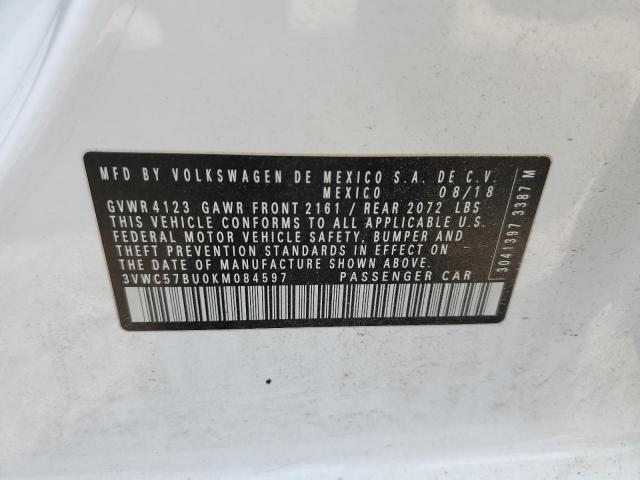 MFD BY VOLKSWAGEN DE MEXICO S.A. DE C.V.
MEXICO 08/18
GVWR 4123 GAWR FRONT 2161 / REAR 2072 LBS
THIS VEHICLE CONFORMS TO ALL APPLICABLE U.S.
FEDERAL MOTOR VEHICLE SAFETY, BUMPER AND
THEFT PREVENTION STANDARDS IN EFFECT ON
THE DATE OF MANUFACTURE SHOWN ABOVE.
3VWC57BU0KM084597 PASSENGER CAR
3041397 3387 M